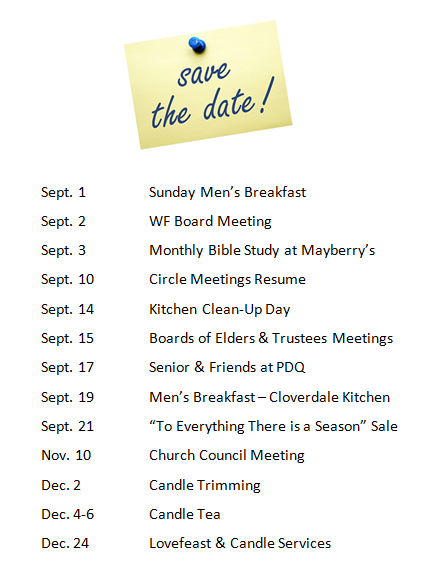 save
the date!
Sept. 1 Sunday Men’s Breakfast
Sept. 2 WF Board Meeting
Sept. 3 Monthly Bible Study at Mayberry’s
Sept. 10 Circle Meetings Resume
Sept. 14 Kitchen Clean-Up Day
Sept. 15 Boards of Elders & Trustees Meetings
Sept. 17 Senior & Friends at PDQ
Sept. 19 Men’s Breakfast – Cloverdale Kitchen
Sept. 21 “To Everything There is a Season” Sale
Nov. 10 Church Council Meeting
Dec. 2 Candle Trimming
Dec. 4-6 Candle Tea
Dec. 24 Lovefeast & Candle Services